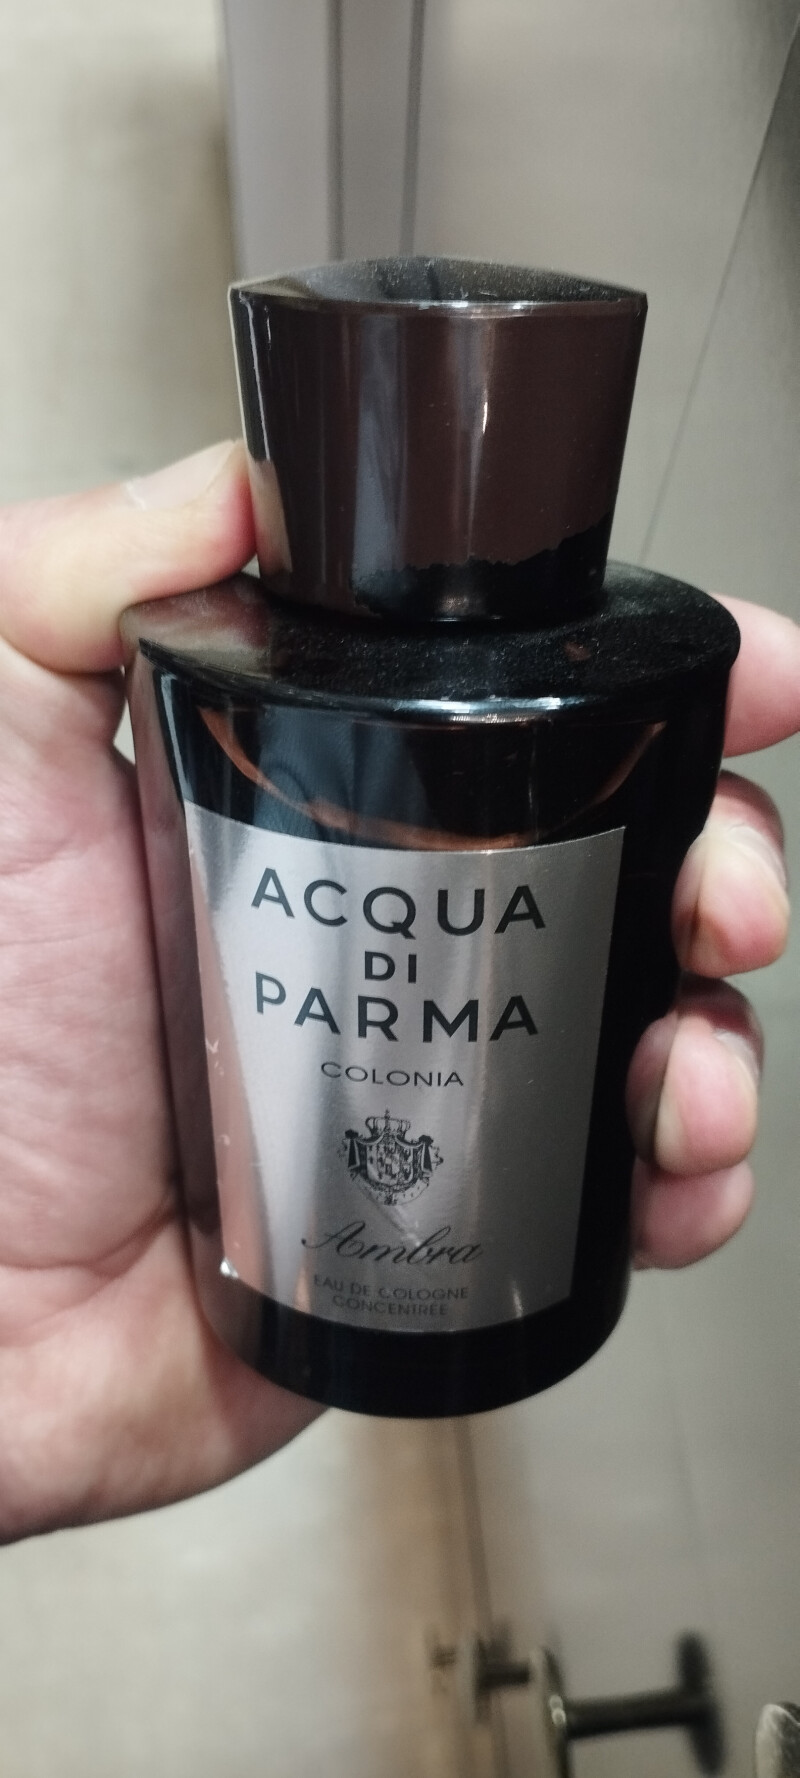 ACQUA
DI
PARMA
COLONIA
Ambra
EAU DE COLOGNE
CONCENTRÉE